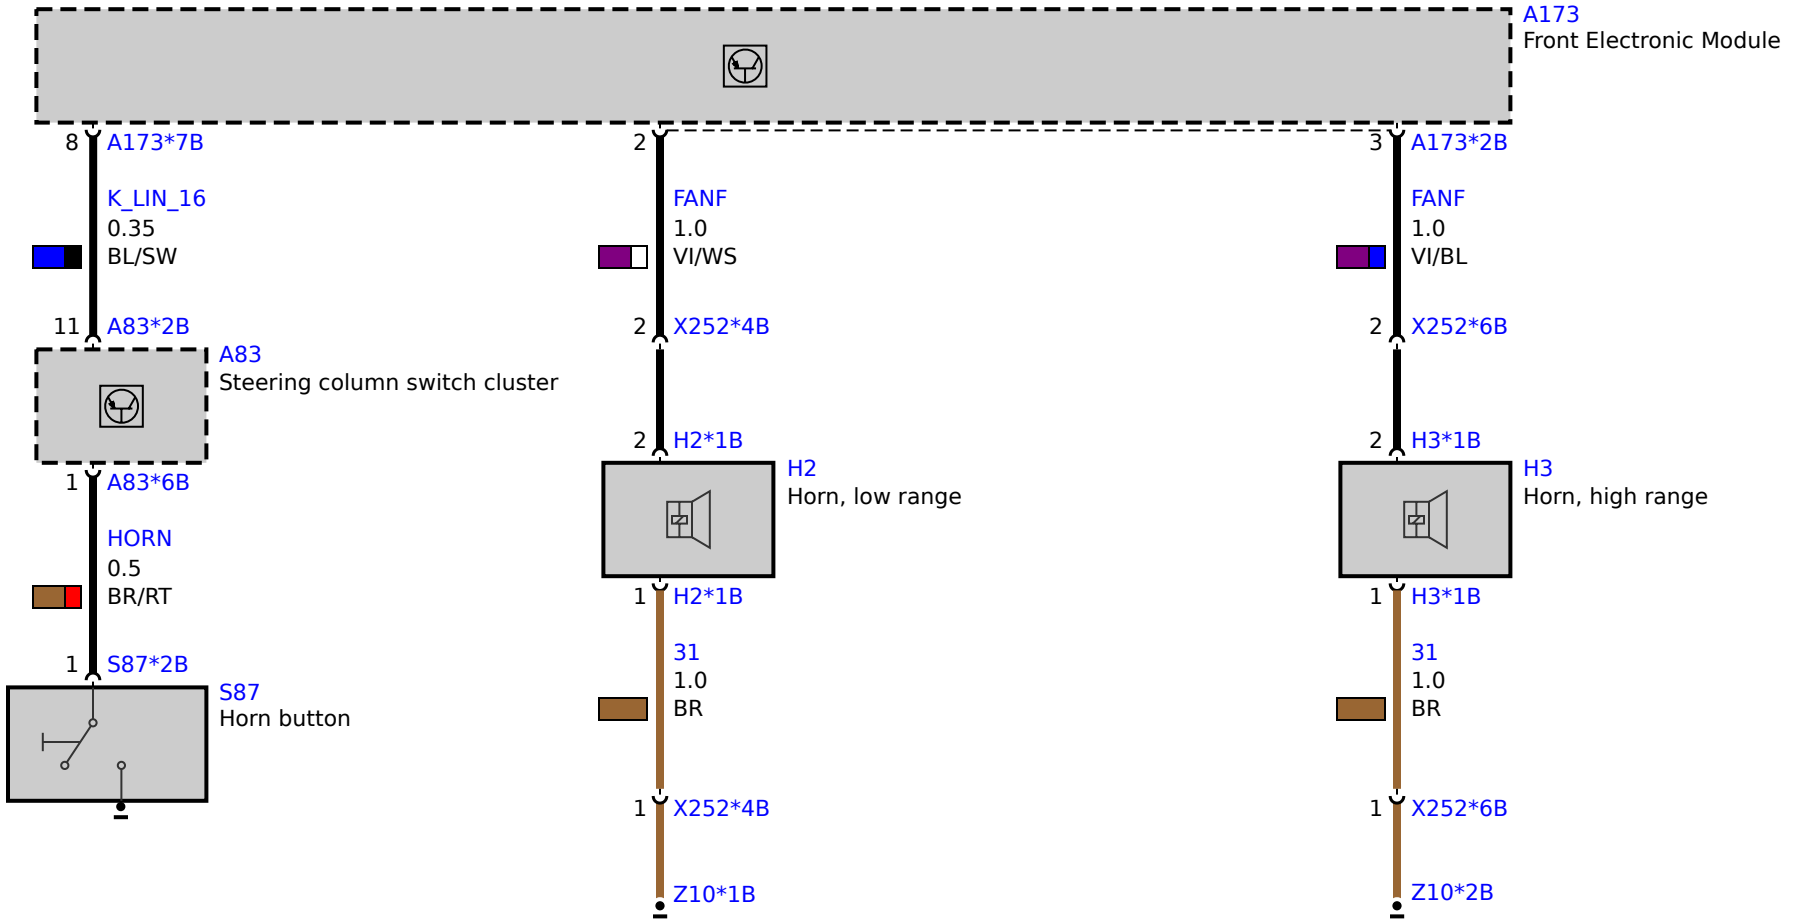 A173
Front Electronic Module
8 A173*7B
K_LIN_16
0.35
BL/SW
11 A83*2B
A83
Steering column switch cluster
1 A83*6B
HORN
0.5
BR/RT
1 S87*2B
S87
Horn button
2
FANF
1.0
VI/WS
2 X252*4B
2 H2*1B
H2
Horn, low range
1 H2*1B
31
1.0
BR
1 X252*4B
Z10*1B
3 A173*2B
FANF
1.0
VI/BL
2 X252*6B
2 H3*1B
H3
Horn, high range
1 H3*1B
31
1.0
BR
1 X252*6B
Z10*2B